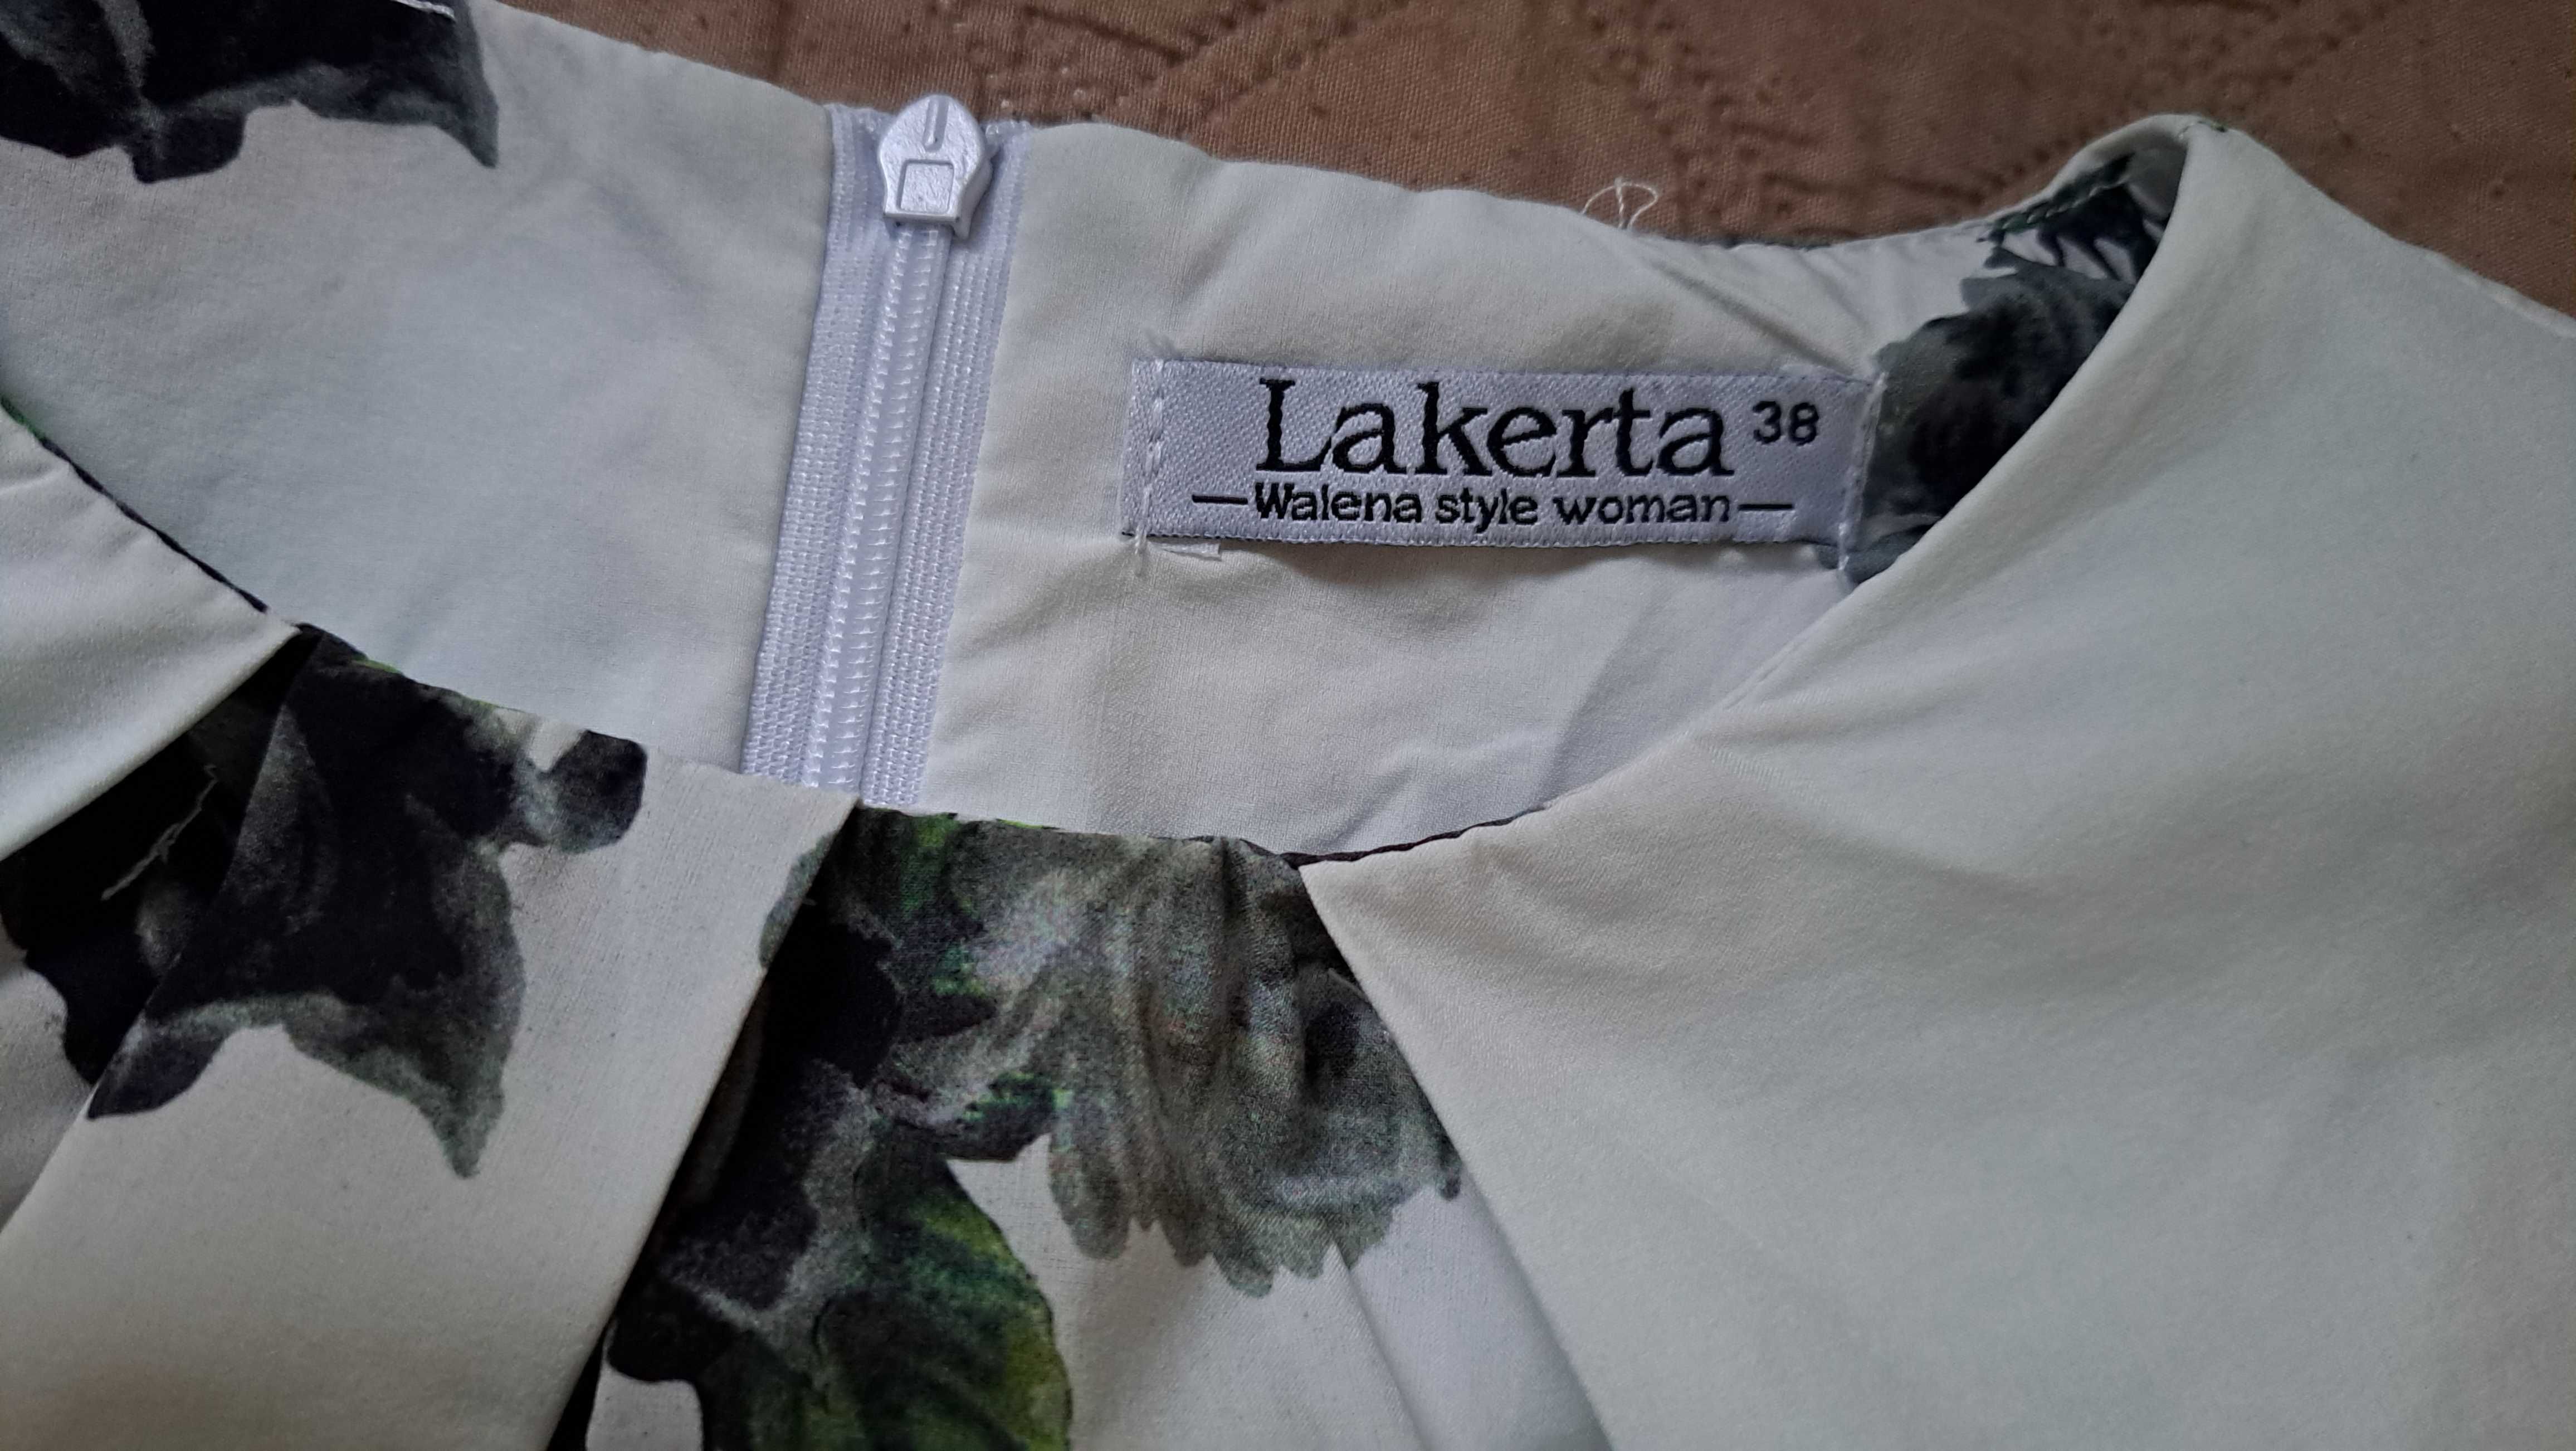 Lakerta 38
—Walena style woman—